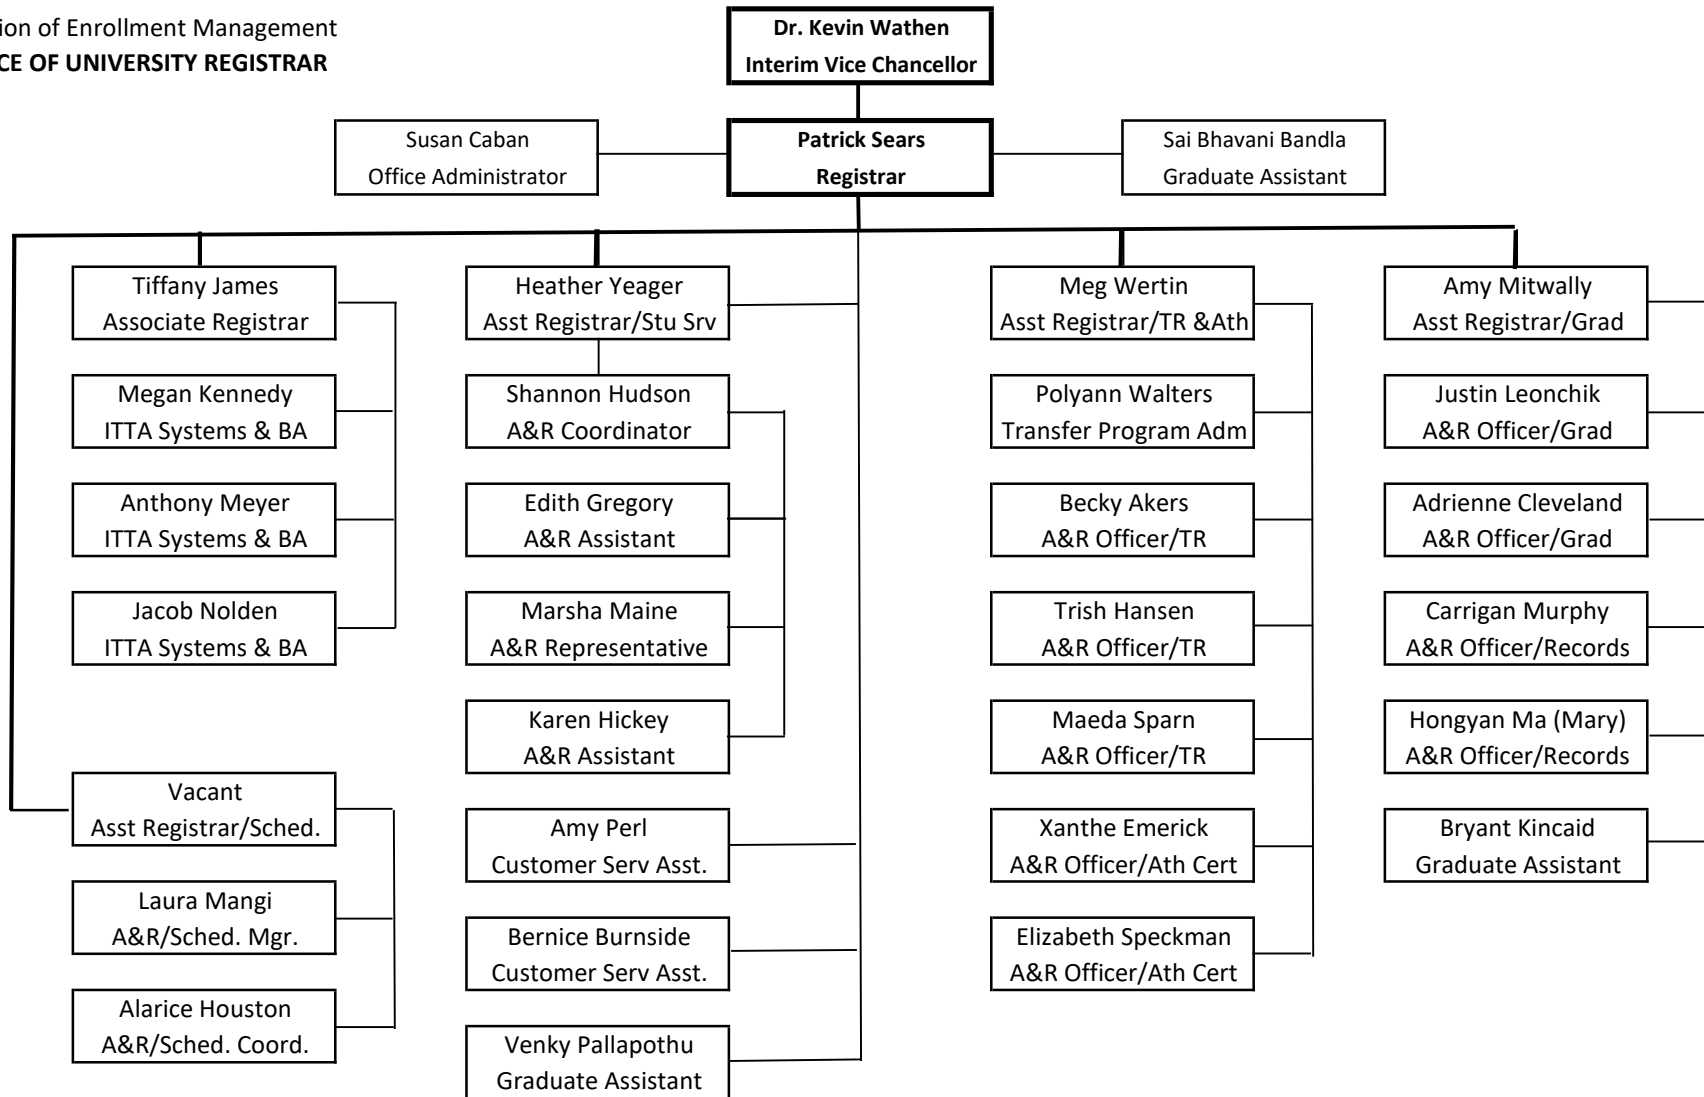 ion of Enrollment Management
CE OF UNIVERSITY REGISTRAR
Dr. Kevin Wathen
Interim Vice Chancellor
Susan Caban
Office Administrator
Patrick Sears
Registrar
Sai Bhavani Bandla
Graduate Assistant
Tiffany James
Associate Registrar
Megan Kennedy
ITTA Systems & BA
Anthony Meyer
ITTA Systems & BA
Jacob Nolden
ITTA Systems & BA
Vacant
Asst Registrar/Sched.
Laura Mangi
A&R/Sched. Mgr.
Alarice Houston
A&R/Sched. Coord.
Heather Yeager
Asst Registrar/Stu Srv
Shannon Hudson
A&R Coordinator
Edith Gregory
A&R Assistant
Marsha Maine
A&R Representative
Karen Hickey
A&R Assistant
Amy Perl
Customer Serv Asst.
Bernice Burnside
Customer Serv Asst.
Venky Pallapothu
Graduate Assistant
Meg Wertin
Asst Registrar/TR &Ath
Polyann Walters
Transfer Program Adm
Becky Akers
A&R Officer/TR
Trish Hansen
A&R Officer/TR
Maeda Sparn
A&R Officer/TR
Xanthe Emerick
A&R Officer/Ath Cert
Elizabeth Speckman
A&R Officer/Ath Cert
Amy Mitwally
Asst Registrar/Grad
Justin Leonchik
A&R Officer/Grad
Adrienne Cleveland
A&R Officer/Grad
Carrigan Murphy
A&R Officer/Records
Hongyan Ma (Mary)
A&R Officer/Records
Bryant Kincaid
Graduate Assistant